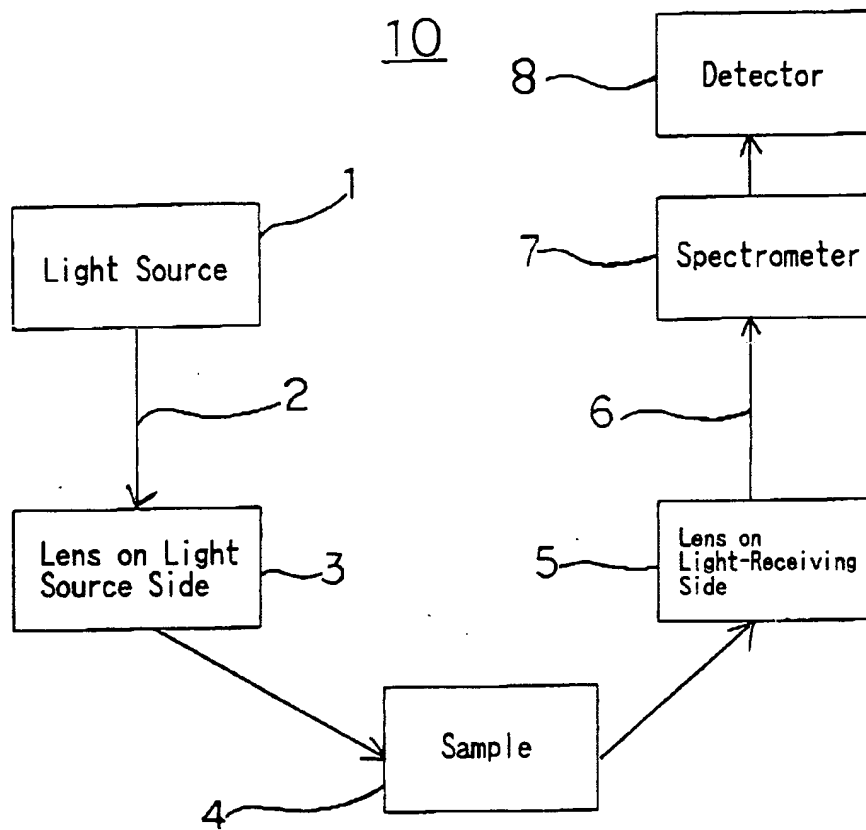 10
8
Detector
1
Light Source
7
Spectrometer
2
6
Lens on Light
Source Side
3
5
Lens on
Light-Receiving
Side
Sample
4